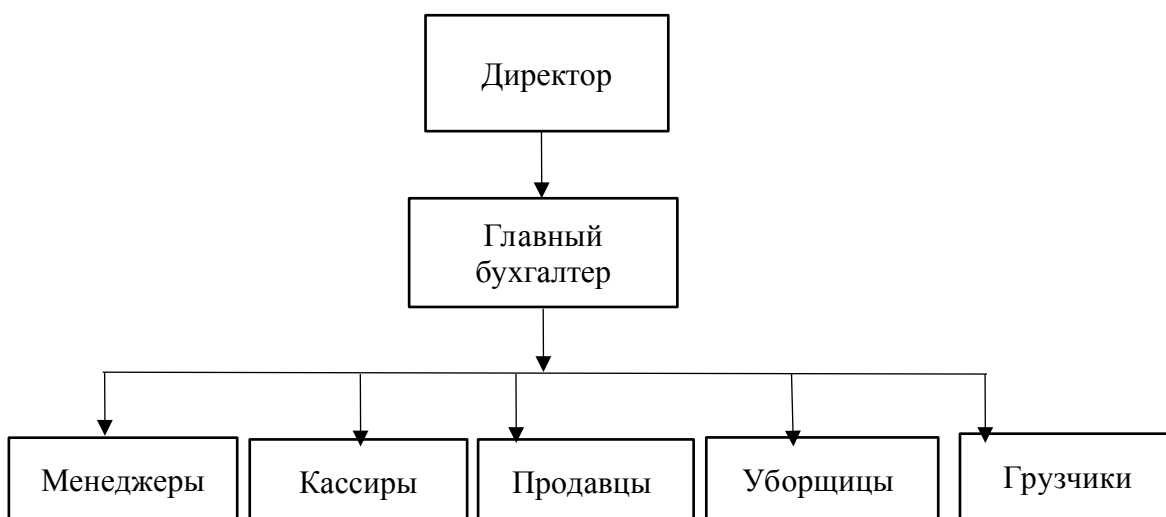 Директор
Главный
бухгалтер
Менеджеры
Кассиры
Продавцы
Уборщицы
Грузчики